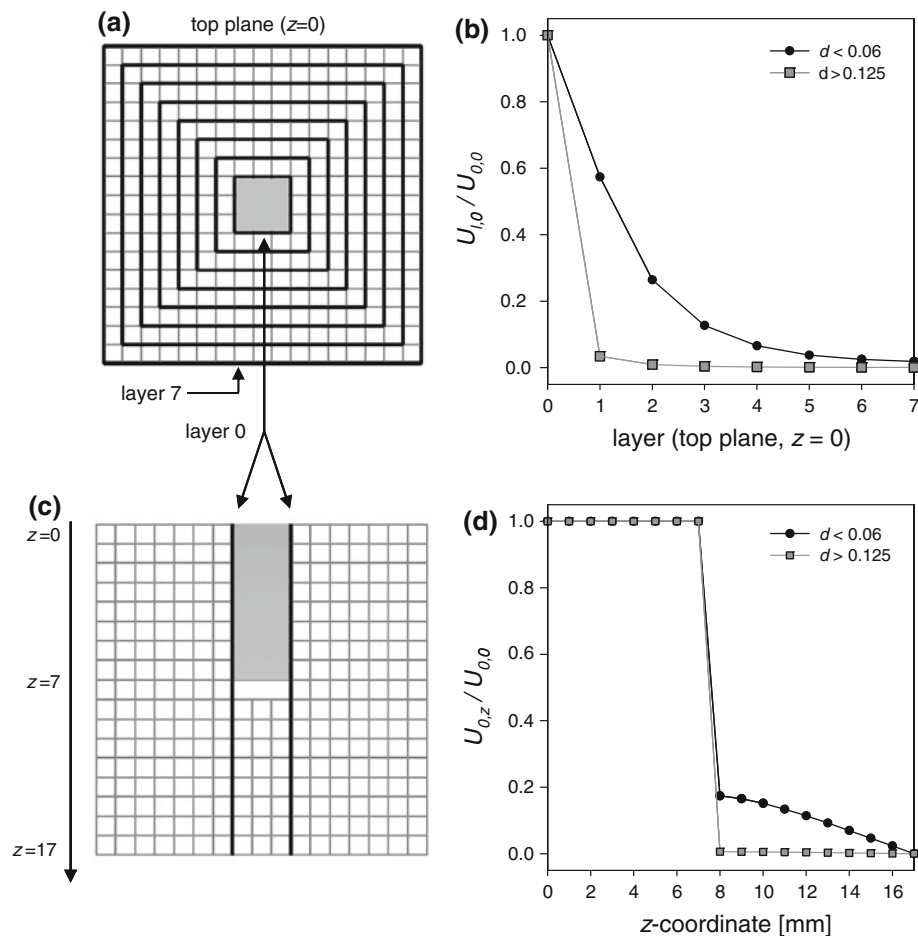 (a)
top plane (z=0)
layer 7
layer 0
(b)
1.0
0.8
0.6
0.4
0.2
0.0
U_{l,0} / U_{0,0}
d < 0.06
d > 0.125
0 1 2 3 4 5 6 7
layer (top plane, z = 0)
(c)
z=0
z=7
z=17
(d)
1.0
0.8
0.6
0.4
0.2
0.0
U_{0,z} / U_{0,0}
d < 0.06
d > 0.125
0 2 4 6 8 10 12 14 16
z-coordinate [mm]